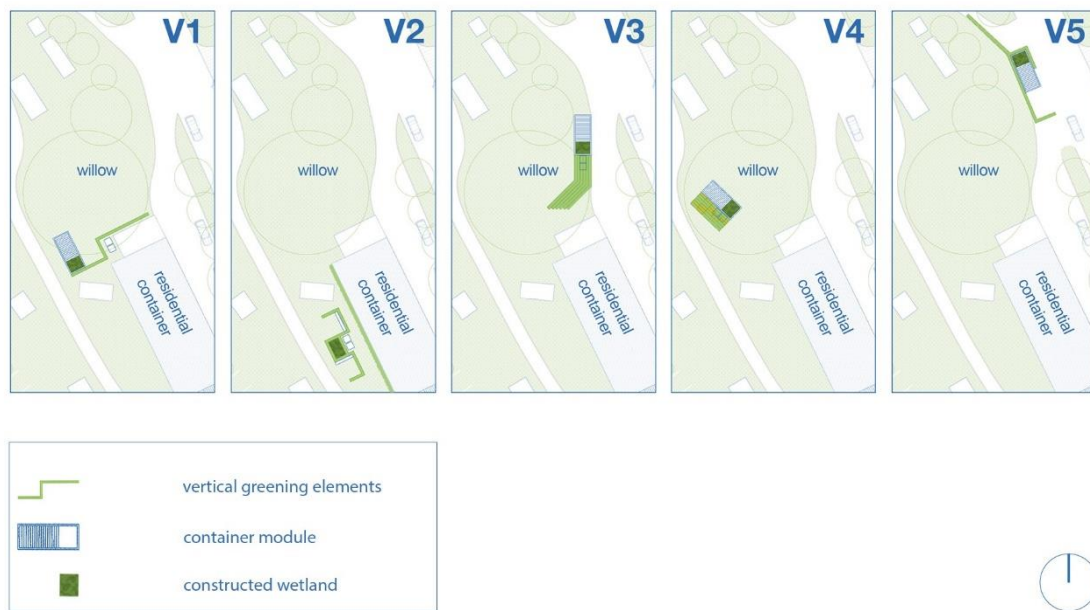 V1
willow
residential
container
V2
willow
residential
container
V3
willow
residential
container
V4
willow
residential
container
V5
willow
residential
container
vertical greening elements
container module
constructed wetland